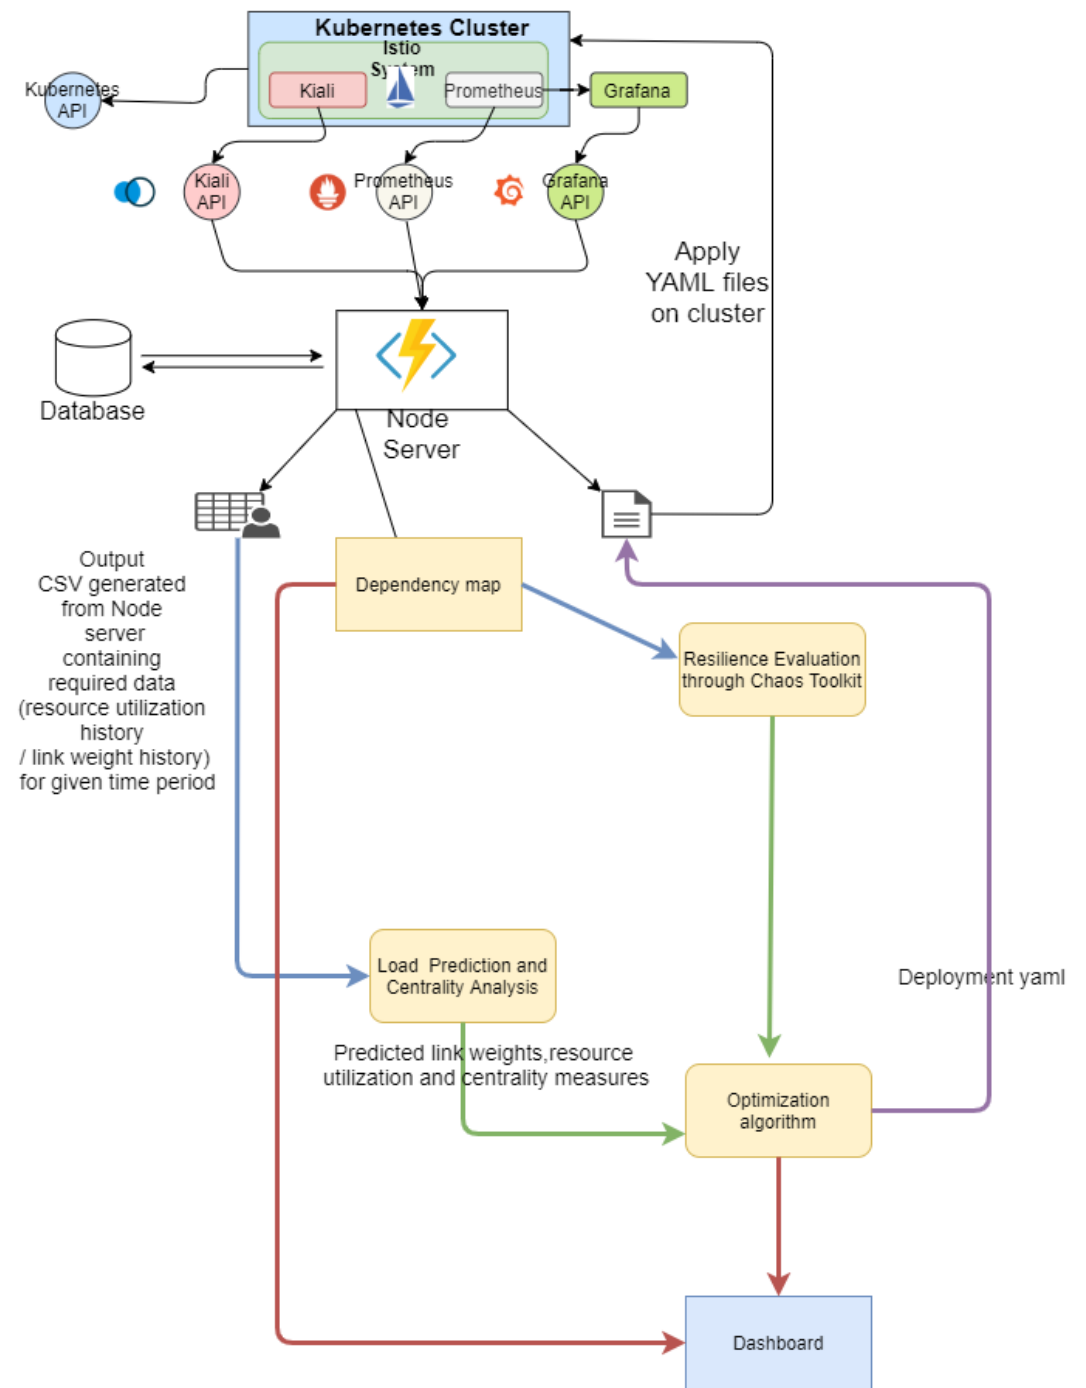 Kubernetes Cluster
Istio
System
Kubernetes
API
Kiali
Prometheus
Grafana
Kiali
API
Prometheus
API
Grafana
API
Apply
YAML files
on cluster
Database
Node
Server
Output
CSV generated
from Node
server
containing
required data
(resource utilization
history
/ link weight history)
for given time period
Dependency map
Resilience Evaluation
through Chaos Toolkit
Load Prediction and
Centrality Analysis
Deployment yaml
Predicted link weights,resource
utilization and centrality measures
Optimization
algorithm
Dashboard